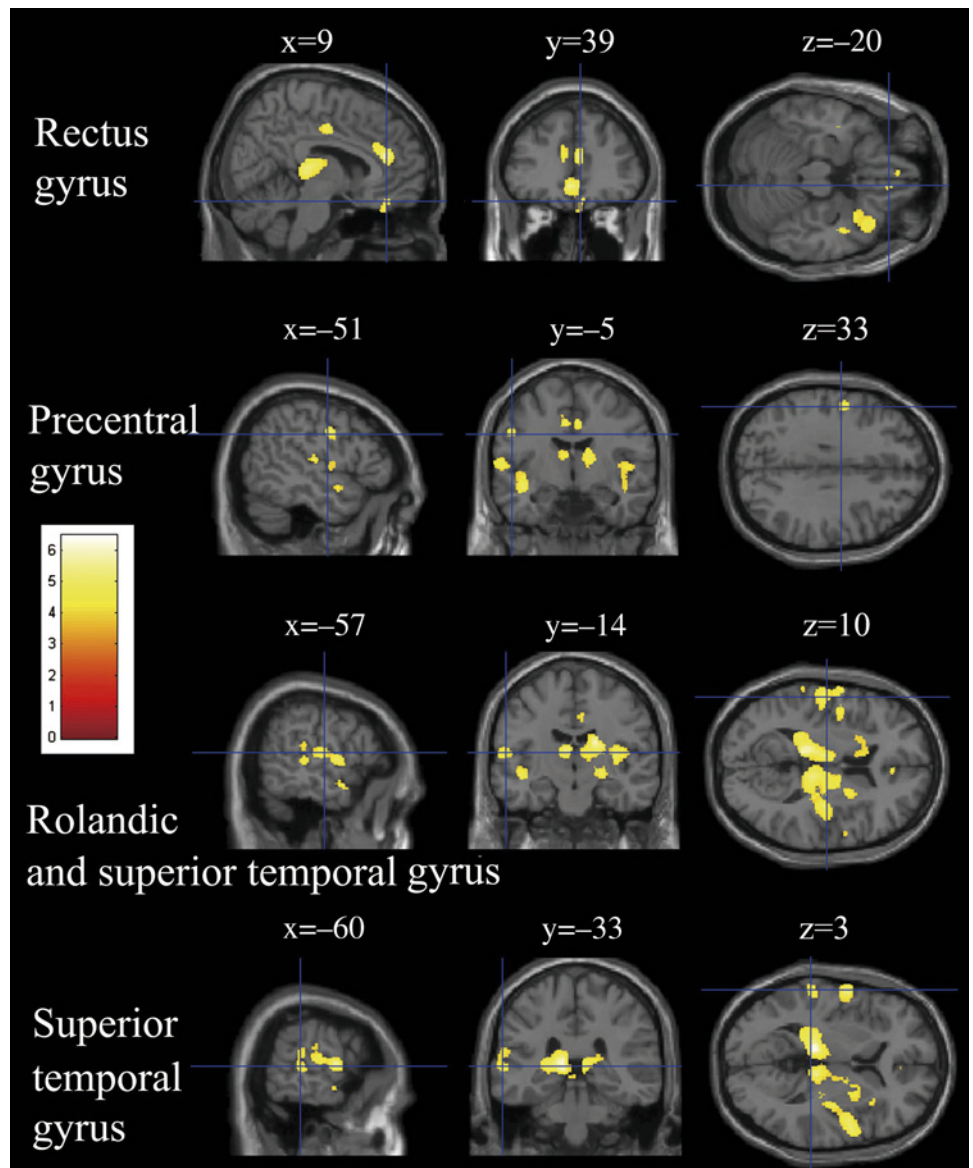 x=9
y=39
z=–20
Rectus
gyrus
x=–51
y=–5
z=33
Precentral
gyrus
6
5
4
3
2
1
0
x=–57
y=–14
z=10
Rolandic
and superior temporal gyrus
x=–60
y=–33
z=3
Superior
temporal
gyrus